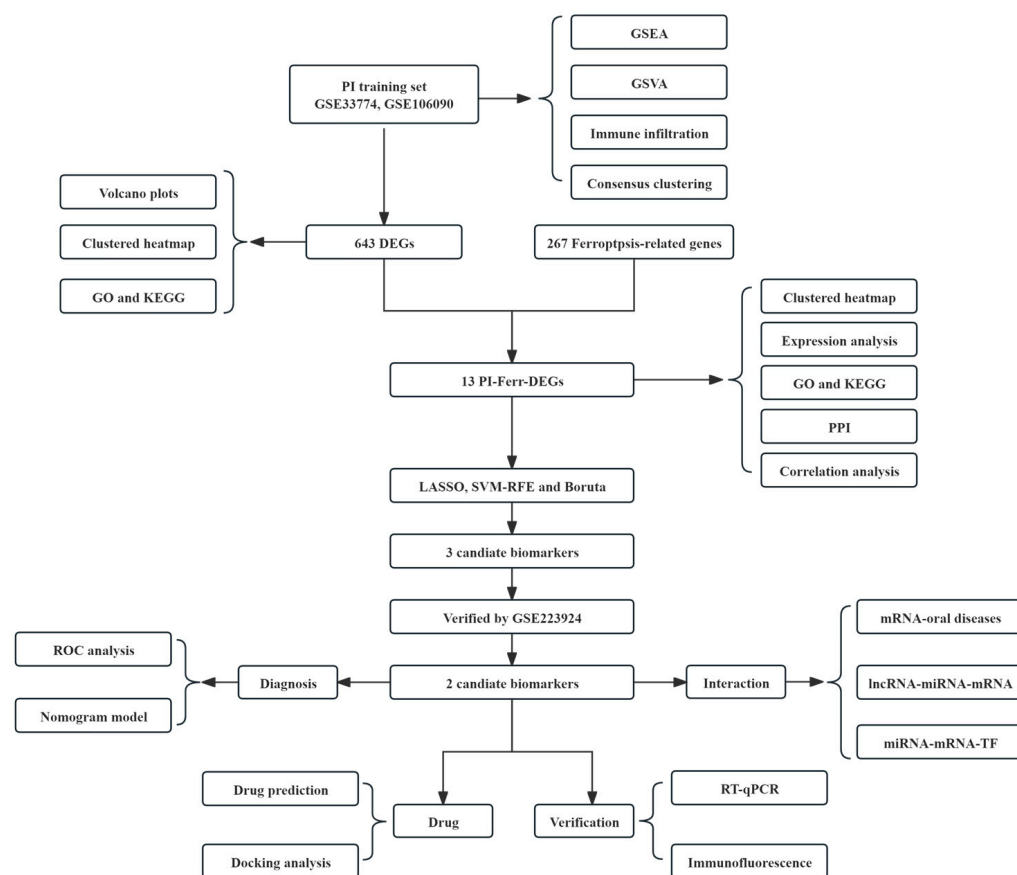 GSEA
PI training set
GSE33774, GSE106090
GSVA
Immune infiltration
Consensus clustering
Volcano plots
Clustered heatmap
GO and KEGG
643 DEGs
267 Ferroptpsis-related genes
Clustered heatmap
Expression analysis
13 PI-Ferr-DEGs
GO and KEGG
PPI
Correlation analysis
LASSO, SVM-RFE and Boruta
3 candiate biomarkers
Verified by GSE223924
ROC analysis
Nomogram model
Diagnosis
2 candiate biomarkers
Interaction
mRNA-oral diseases
lncRNA-miRNA-mRNA
miRNA-mRNA-TF
Drug prediction
Docking analysis
Drug
Verification
RT-qPCR
Immunofluorescence